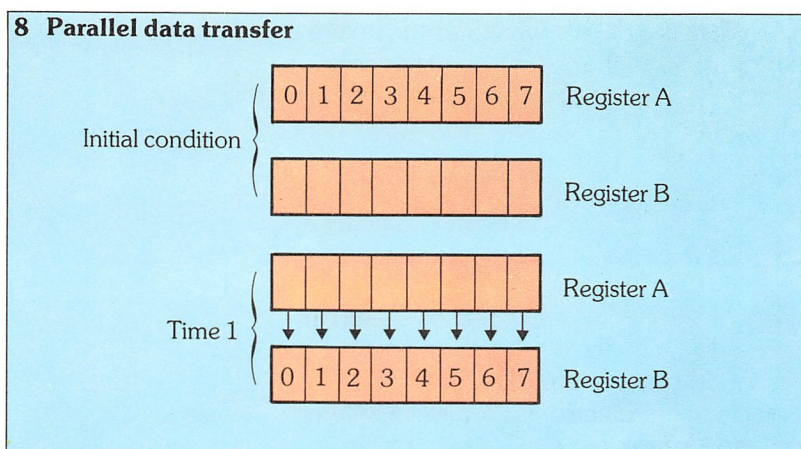 8 Parallel data transfer
0 1 2 3 4 5 6 7 Register A
Initial condition
Register B
Register A
Time 1
0 1 2 3 4 5 6 7 Register B